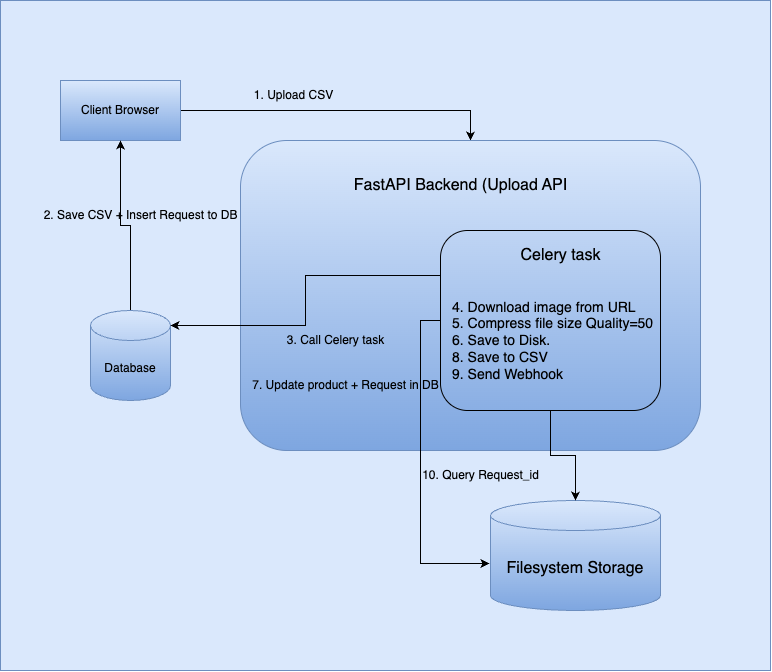 1. Upload CSV
Client Browser
FastAPI Backend (Upload API
2. Save CSV + Insert Request to DB
Celery task
4. Download image from URL
5. Compress file size Quality=50
6. Save to Disk.
8. Save to CSV
9. Send Webhook
3. Call Celery task
Database
7. Update product + Request in DB
10. Query Request_id
Filesystem Storage